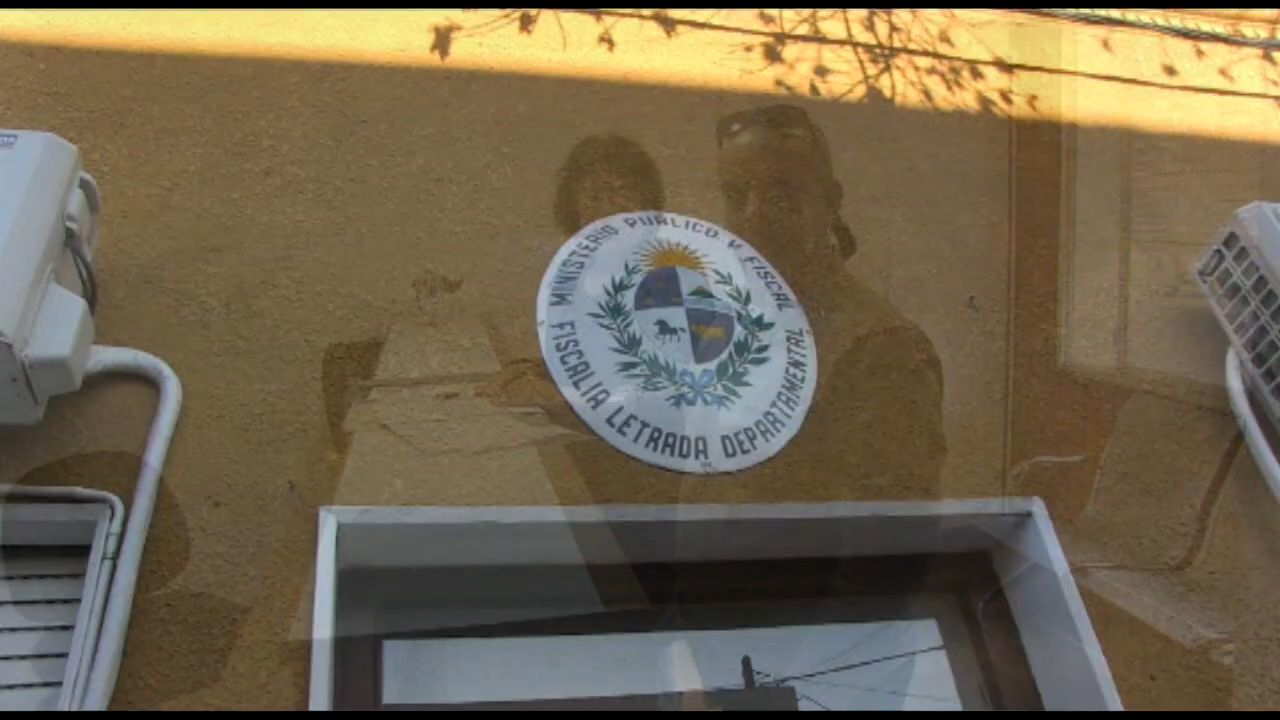 MINISTERIO PUBLICO Y FISCAL
FISCALIA LETRADA DEPARTAMENTAL